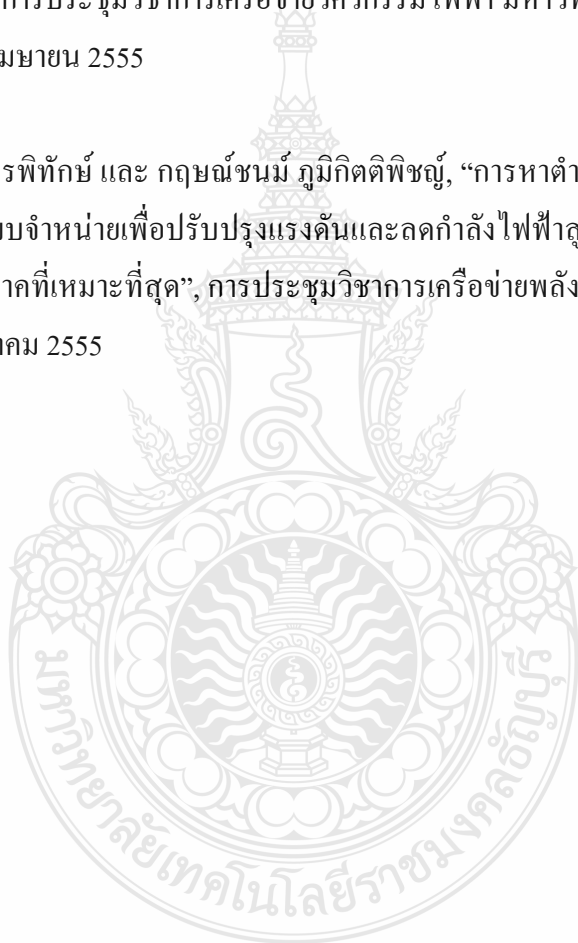 การประชุมวิชาการเครือข่ายวิศวกรรมไฟฟ้า
มษายน 2555
รพิทักษ์ และ กฤษณ์ชนม์ ภูมิกิตติพิชญ์, “การหาตำ
บบจำหน่ายเพื่อปรับปรุงแรงดันและลดกำลังไฟฟ้าสู
าคที่เหมาะที่สุด”, การประชุมวิชาการเครือข่ายพลัง
าคม 2555
มหาวิทยาลัยเทคโนโลยีราชมงคลธัญบุรี